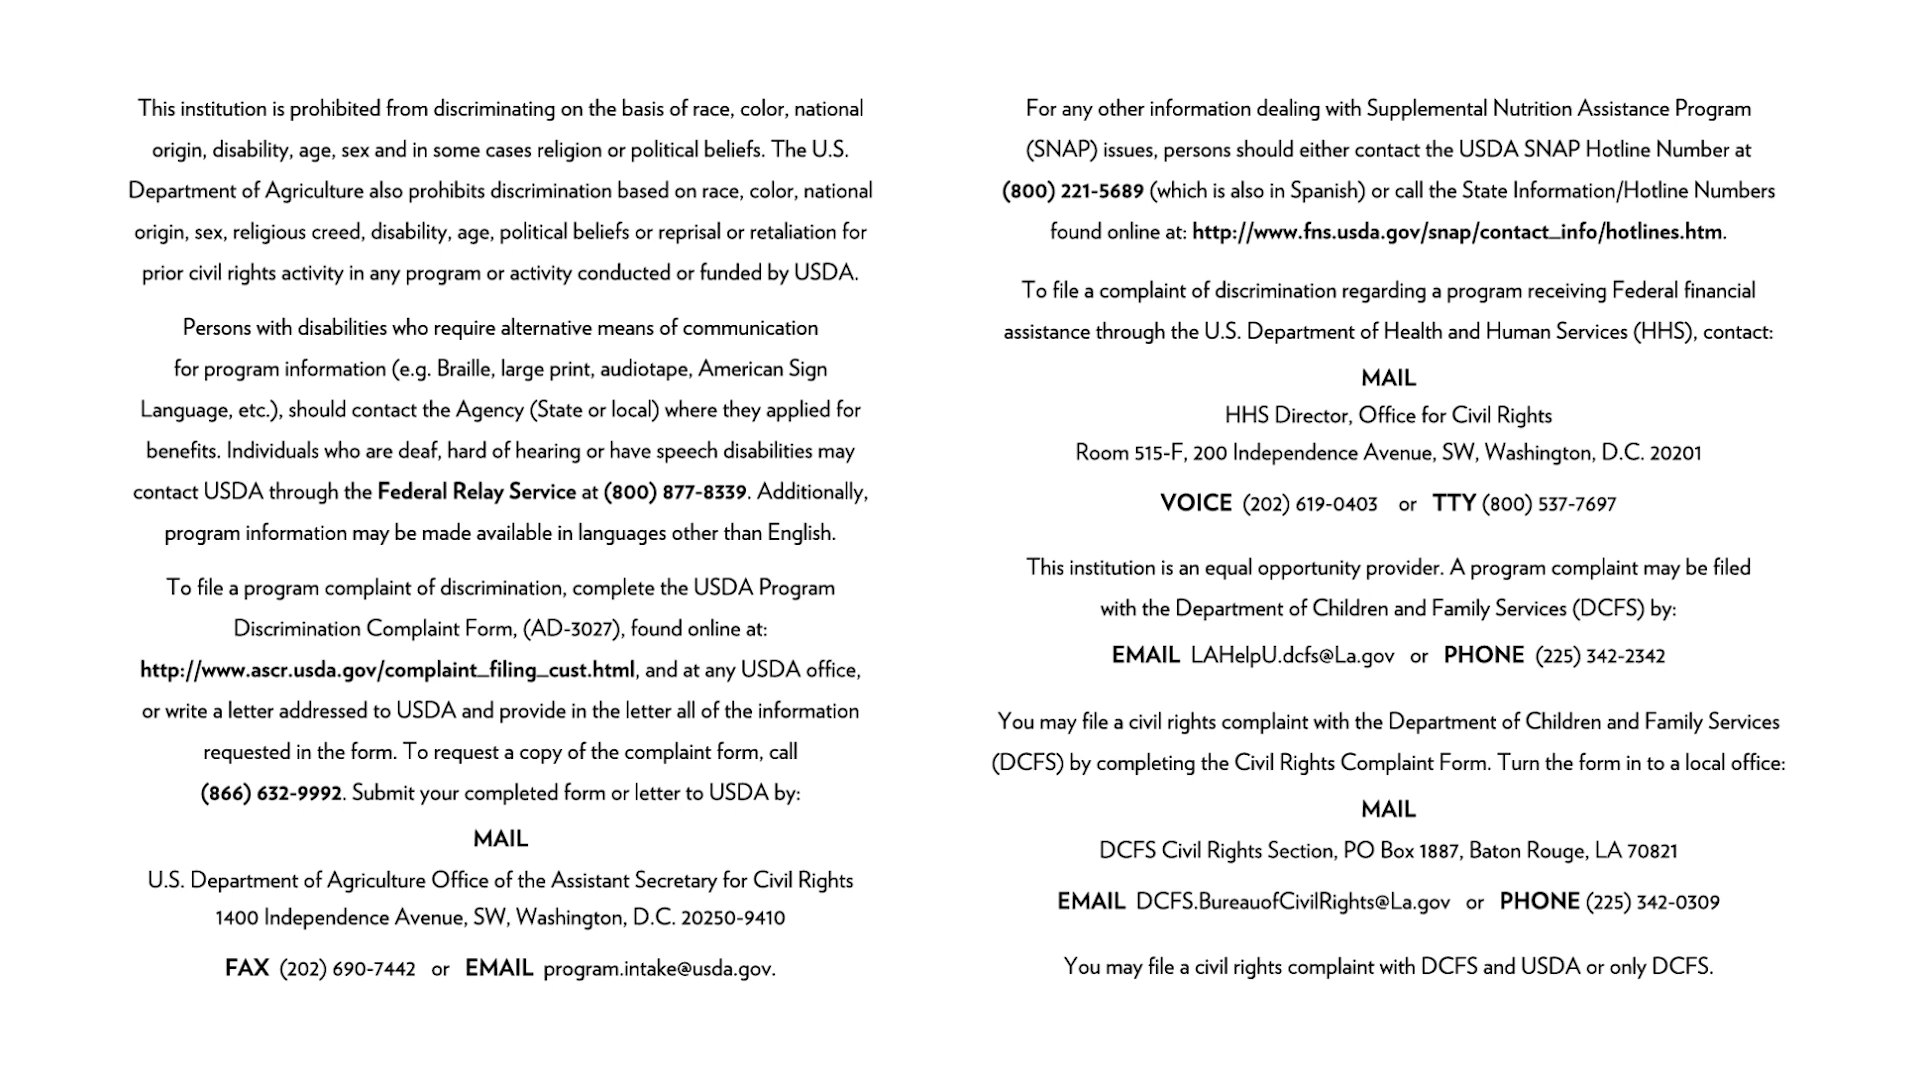 This institution is prohibited from discriminating on the basis of race, color, national
origin, disability, age, sex and in some cases religion or political beliefs. The U.S.
Department of Agriculture also prohibits discrimination based on race, color, national
origin, sex, religious creed, disability, age, political beliefs or reprisal or retaliation for
prior civil rights activity in any program or activity conducted or funded by USDA.
Persons with disabilities who require alternative means of communication
for program information (e.g. Braille, large print, audiotape, American Sign
Language, etc.), should contact the Agency (State or local) where they applied for
benefits. Individuals who are deaf, hard of hearing or have speech disabilities may
contact USDA through the Federal Relay Service at (800) 877-8339. Additionally,
program information may be made available in languages other than English.
To file a program complaint of discrimination, complete the USDA Program
Discrimination Complaint Form, (AD-3027), found online at:
http://www.ascr.usda.gov/complaint_filing_cust.html, and at any USDA office,
or write a letter addressed to USDA and provide in the letter all of the information
requested in the form. To request a copy of the complaint form, call
(866) 632-9992. Submit your completed form or letter to USDA by:
MAIL
U.S. Department of Agriculture Office of the Assistant Secretary for Civil Rights
1400 Independence Avenue, SW, Washington, D.C. 20250-9410
FAX (202) 690-7442 or EMAIL program.intake@usda.gov.
For any other information dealing with Supplemental Nutrition Assistance Program
(SNAP) issues, persons should either contact the USDA SNAP Hotline Number at
(800) 221-5689 (which is also in Spanish) or call the State Information/Hotline Numbers
found online at: http://www.fns.usda.gov/snap/contact_info/hotlines.htm.
To file a complaint of discrimination regarding a program receiving Federal financial
assistance through the U.S. Department of Health and Human Services (HHS), contact:
MAIL
HHS Director, Office for Civil Rights
Room 515-F, 200 Independence Avenue, SW, Washington, D.C. 20201
VOICE (202) 619-0403 or TTY (800) 537-7697
This institution is an equal opportunity provider. A program complaint may be filed
with the Department of Children and Family Services (DCFS) by:
EMAIL LAHelpU.dcfs@La.gov or PHONE (225) 342-2342
You may file a civil rights complaint with the Department of Children and Family Services
(DCFS) by completing the Civil Rights Complaint Form. Turn the form in to a local office:
MAIL
DCFS Civil Rights Section, PO Box 1887, Baton Rouge, LA 70821
EMAIL DCFS.BureauofCivilRights@La.gov or PHONE (225) 342-0309
You may file a civil rights complaint with DCFS and USDA or only DCFS.